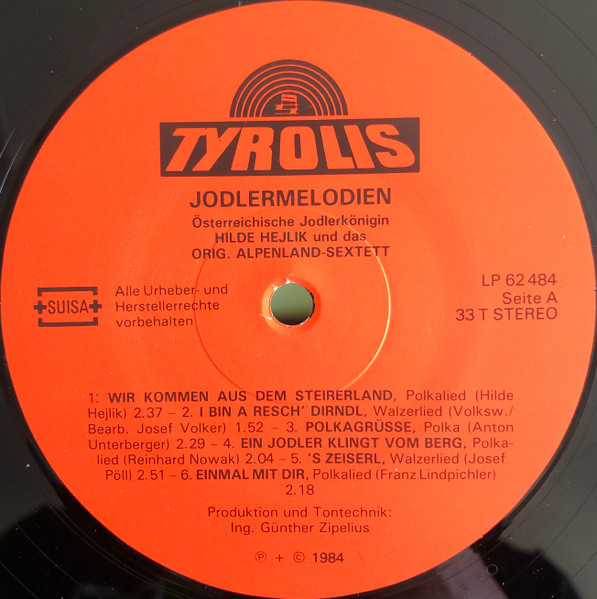 TYROLIS
JODLERMELODIEN
Österreichische Jodlerkönigin
HILDE HEJLIK und das
ORIG. ALPENLAND-SEXTETT
SUISA
Alle Urheber- und
Herstellerrechte
vorbehalten
LP 62 484
Seite A
33 T STEREO
1: WIR KOMMEN AUS DEM STEIRERLAND, Polkalied (Hilde
Hejlik) 2.37 – 2. I BIN A RESCH' DIRNDL, Walzerlied (Volksw./
Bearb. Josef Volker) 1.52 – 3. POLKAGRÜSSE, Polka (Anton
Unterberger) 2.29 – 4. EIN JODLER KLINGT VOM BERG, Polka-
lied (Reinhard Nowak) 2.04 – 5. 'S ZEISERL, Walzerlied (Josef
Pöll) 2.51 – 6. EINMAL MIT DIR, Polkalied (Franz Lindpichler)
2.18
Produktion und Tontechnik:
Ing. Günther Zipelius
℗ + © 1984